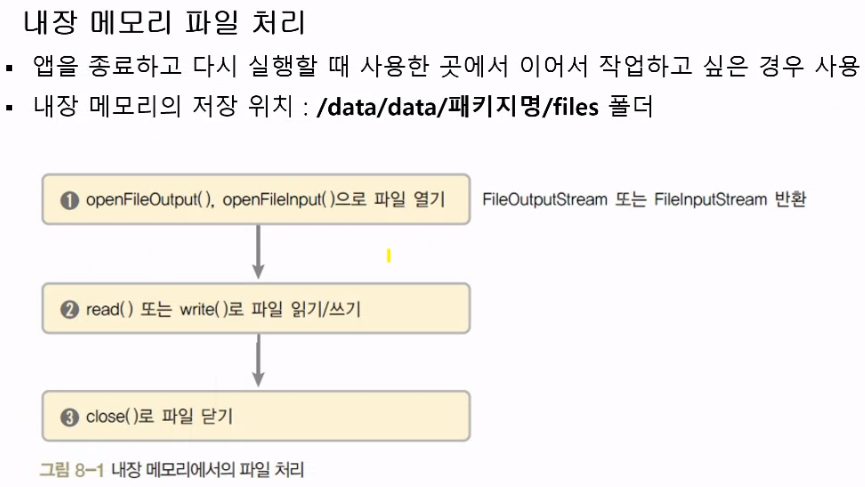 내장 메모리 파일 처리
▪ 앱을 종료하고 다시 실행할 때 사용한 곳에서 이어서 작업하고 싶은 경우 사용
▪ 내장 메모리의 저장 위치 : /data/data/패키지명/files 폴더
❶ openFileOutput( ), openFileInput( )으로 파일 열기 FileOutputStream 또는 FileInputStream 반환
❷ read( ) 또는 write( )로 파일 읽기/쓰기
❸ close( )로 파일 닫기
그림 8-1 내장 메모리에서의 파일 처리